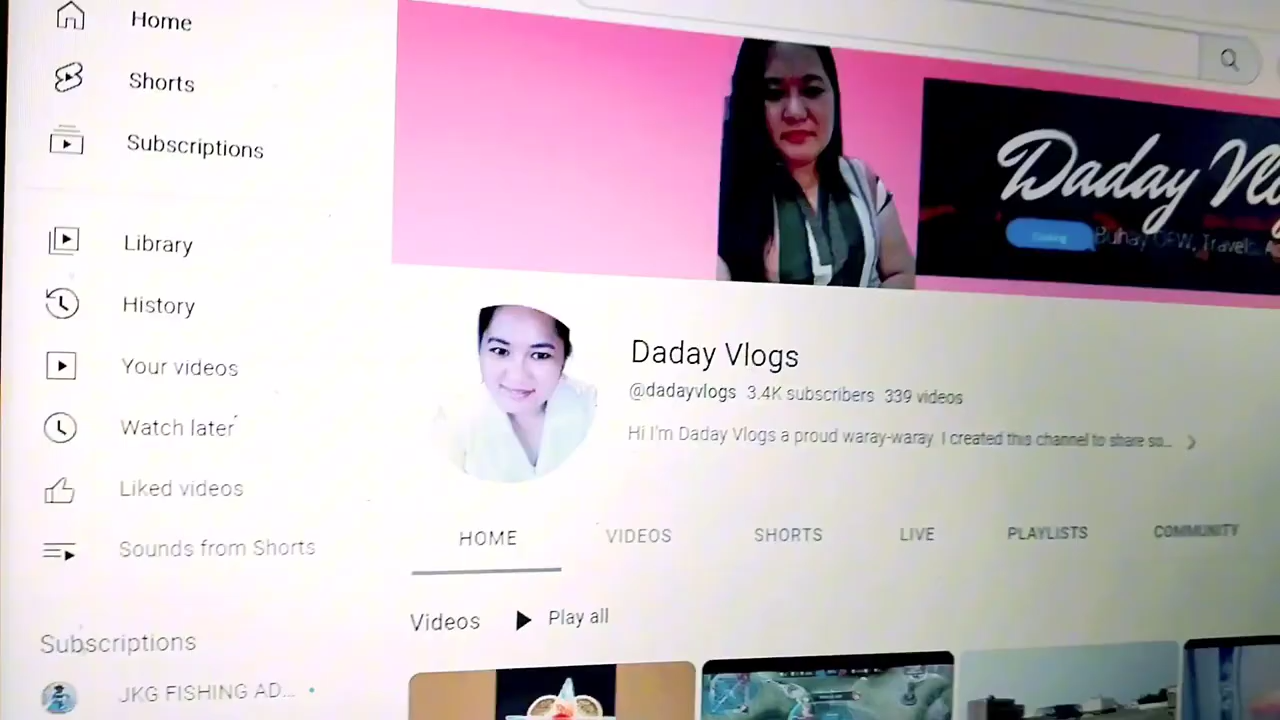 Home
Shorts
Subscriptions
Library
History
Your videos
Watch later
Liked videos
Sounds from Shorts
Subscriptions
JKG FISHING AD...
Daday Vlo
Buhay OFW, Travel,
Daday Vlogs
@dadayvlogs 3.4K subscribers 339 videos
Hi I'm Daday Vlogs a proud waray-waray I created this channel to share so...
HOME VIDEOS SHORTS LIVE PLAYLISTS COMMUNITY
Videos Play all